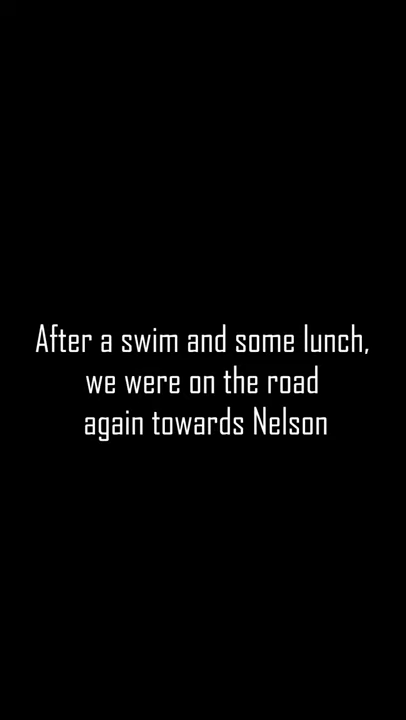 After a swim and some lunch,
we were on the road
again towards Nelson